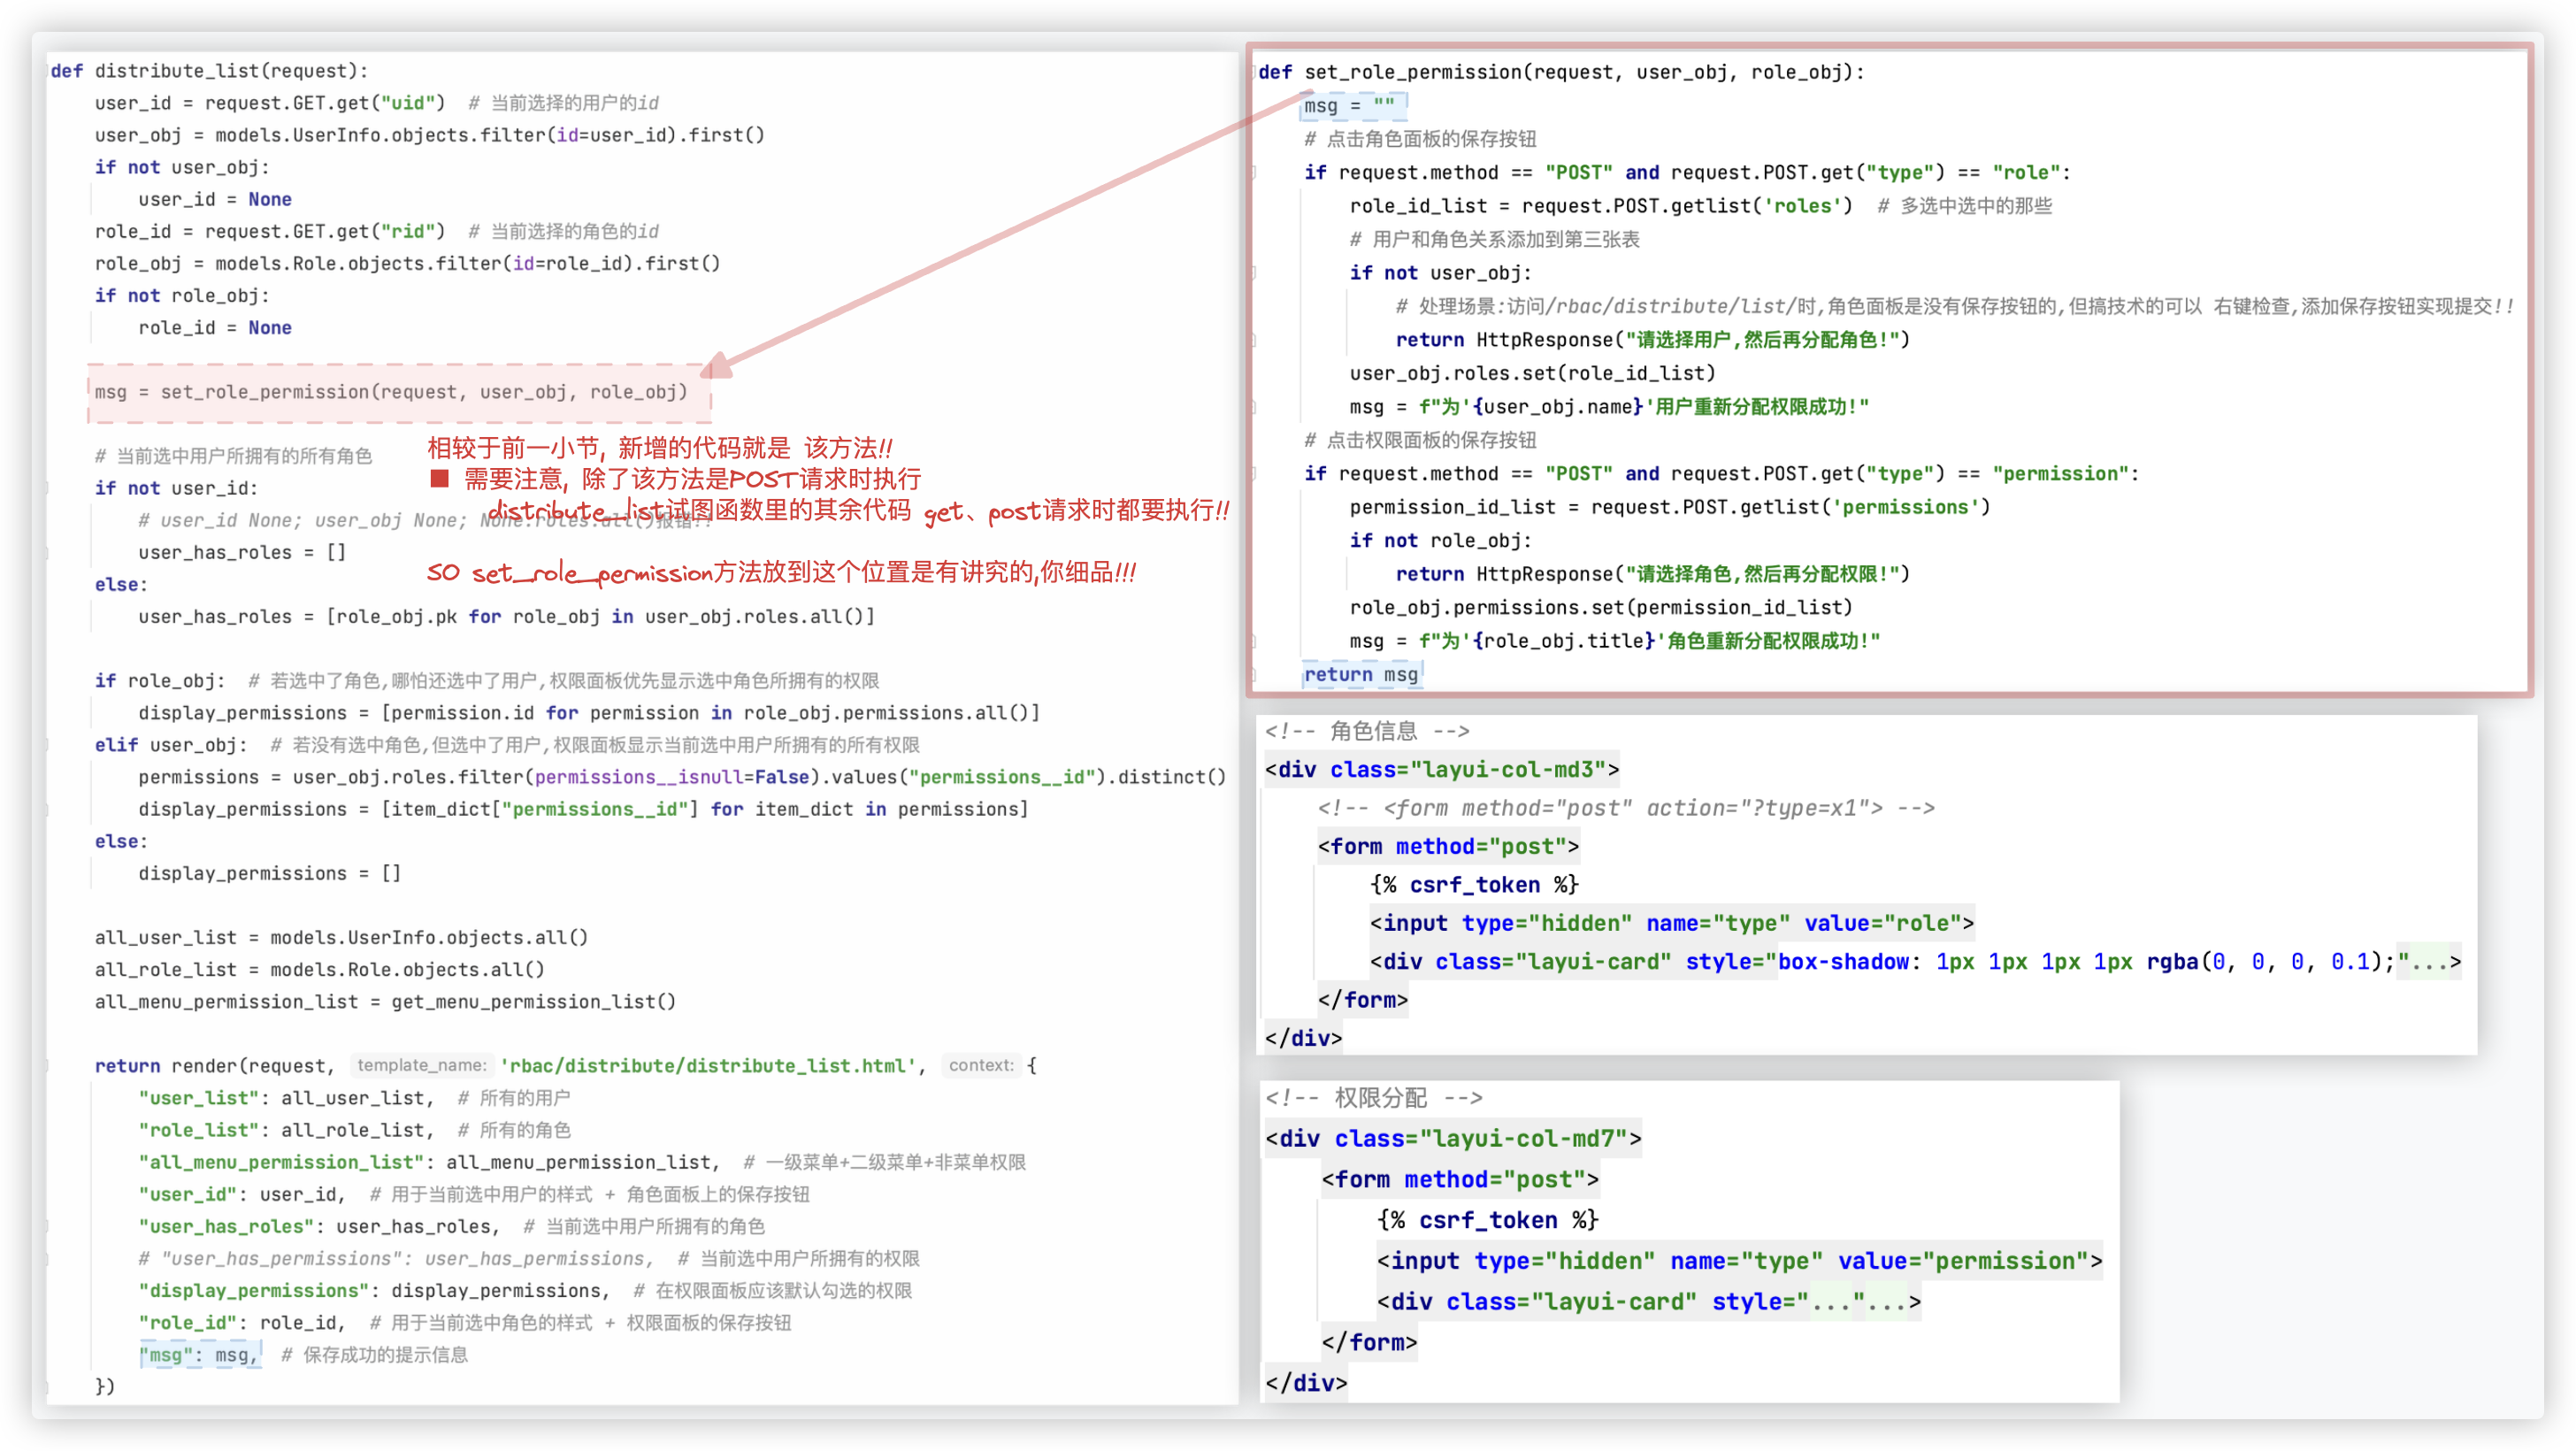 def distribute_list(request):
    user_id = request.GET.get("uid")  # 当前选择的用户的id
    user_obj = models.UserInfo.objects.filter(id=user_id).first()
    if not user_obj:
        user_id = None
    role_id = request.GET.get("rid")  # 当前选择的角色的id
    role_obj = models.Role.objects.filter(id=role_id).first()
    if not role_obj:
        role_id = None
    msg = set_role_permission(request, user_obj, role_obj)
相较于前一小节, 新增的代码就是 该方法!!
■ 需要注意, 除了该方法是POST请求时执行
distribute_list试图函数里的其余代码 get、post请求时都要执行!!
SO set_role_permission方法放到这个位置是有讲究的,你细品!!!
    # 当前选中用户所拥有的所有角色
    if not user_id:
        # user_id None; user_obj None; None.roles.all()报错!!
        user_has_roles = []
    else:
        user_has_roles = [role_obj.pk for role_obj in user_obj.roles.all()]
    if role_obj:  # 若选中了角色,哪怕还选中了用户,权限面板优先显示选中角色所拥有的权限
        display_permissions = [permission.id for permission in role_obj.permissions.all()]
    elif user_obj:  # 若没有选中角色,但选中了用户,权限面板显示当前选中用户所拥有的所有权限
        permissions = user_obj.roles.filter(permissions__isnull=False).values("permissions__id").distinct()
        display_permissions = [item_dict["permissions__id"] for item_dict in permissions]
    else:
        display_permissions = []
    all_user_list = models.UserInfo.objects.all()
    all_role_list = models.Role.objects.all()
    all_menu_permission_list = get_menu_permission_list()
    return render(request, template_name: 'rbac/distribute/distribute_list.html', context: {
        "user_list": all_user_list,  # 所有的用户
        "role_list": all_role_list,  # 所有的角色
        "all_menu_permission_list": all_menu_permission_list,  # 一级菜单+二级菜单+非菜单权限
        "user_id": user_id,  # 用于当前选中用户的样式 + 角色面板上的保存按钮
        "user_has_roles": user_has_roles,  # 当前选中用户所拥有的角色
        # "user_has_permissions": user_has_permissions,  # 当前选中用户所拥有的权限
        "display_permissions": display_permissions,  # 在权限面板应该默认勾选的权限
        "role_id": role_id,  # 用于当前选中角色的样式 + 权限面板的保存按钮
        "msg": msg,  # 保存成功的提示信息
    })
def set_role_permission(request, user_obj, role_obj):
    msg = ""
    # 点击角色面板的保存按钮
    if request.method == "POST" and request.POST.get("type") == "role":
        role_id_list = request.POST.getlist('roles')  # 多选中选中的那些
        # 用户和角色关系添加到第三张表
        if not user_obj:
            # 处理场景:访问/rbac/distribute/list/时,角色面板是没有保存按钮的,但搞技术的可以 右键检查,添加保存按钮实现提交!!
            return HttpResponse("请选择用户,然后再分配角色!")
        user_obj.roles.set(role_id_list)
        msg = f"为'{user_obj.name}'用户重新分配权限成功!"
    # 点击权限面板的保存按钮
    if request.method == "POST" and request.POST.get("type") == "permission":
        permission_id_list = request.POST.getlist('permissions')
        if not role_obj:
            return HttpResponse("请选择角色,然后再分配权限!")
        role_obj.permissions.set(permission_id_list)
        msg = f"为'{role_obj.title}'角色重新分配权限成功!"
    return msg
<!-- 角色信息 -->
<div class="layui-col-md3">
    <!-- <form method="post" action="?type=x1"> -->
    <form method="post">
        {% csrf_token %}
        <input type="hidden" name="type" value="role">
        <div class="layui-card" style="box-shadow: 1px 1px 1px 1px rgba(0, 0, 0, 0.1);"...>
    </form>
</div>
<!-- 权限分配 -->
<div class="layui-col-md7">
    <form method="post">
        {% csrf_token %}
        <input type="hidden" name="type" value="permission">
        <div class="layui-card" style="..."...>
    </form>
</div>